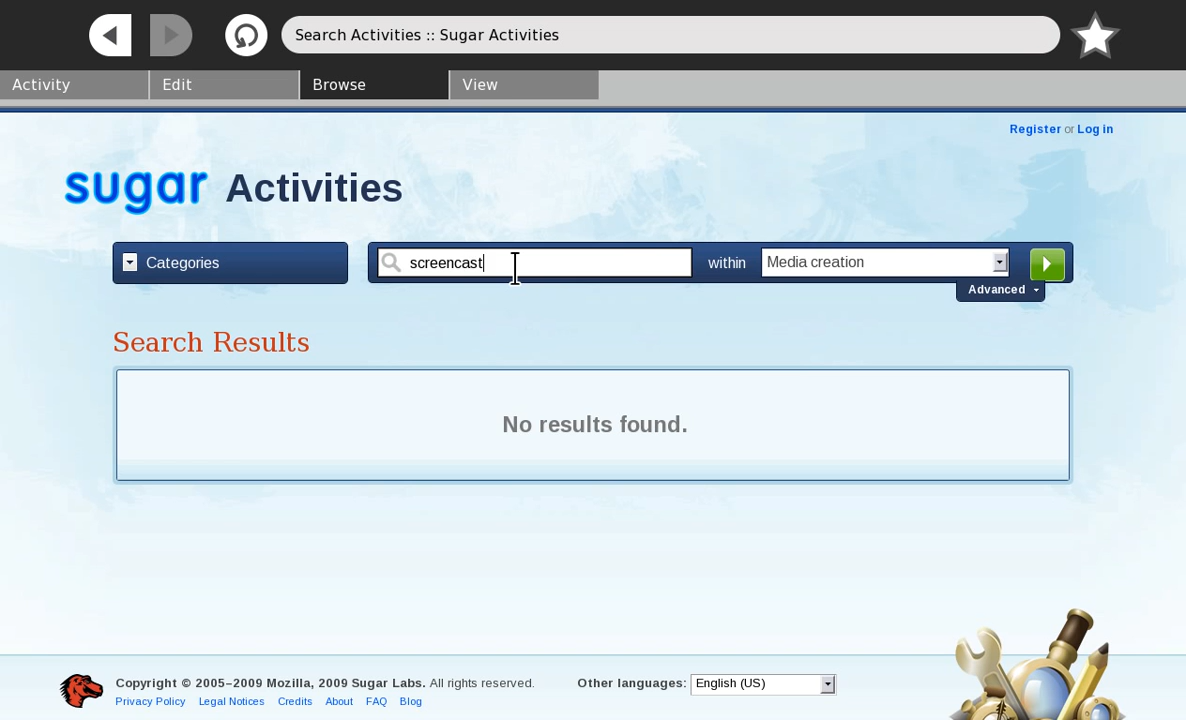 Search Activities :: Sugar Activities
Activity Edit Browse View
Register or Log in
sugar Activities
Categories screencast within Media creation
Advanced
Search Results
No results found.
Copyright © 2005–2009 Mozilla, 2009 Sugar Labs. All rights reserved. Other languages: English (US)
Privacy Policy Legal Notices Credits About FAQ Blog